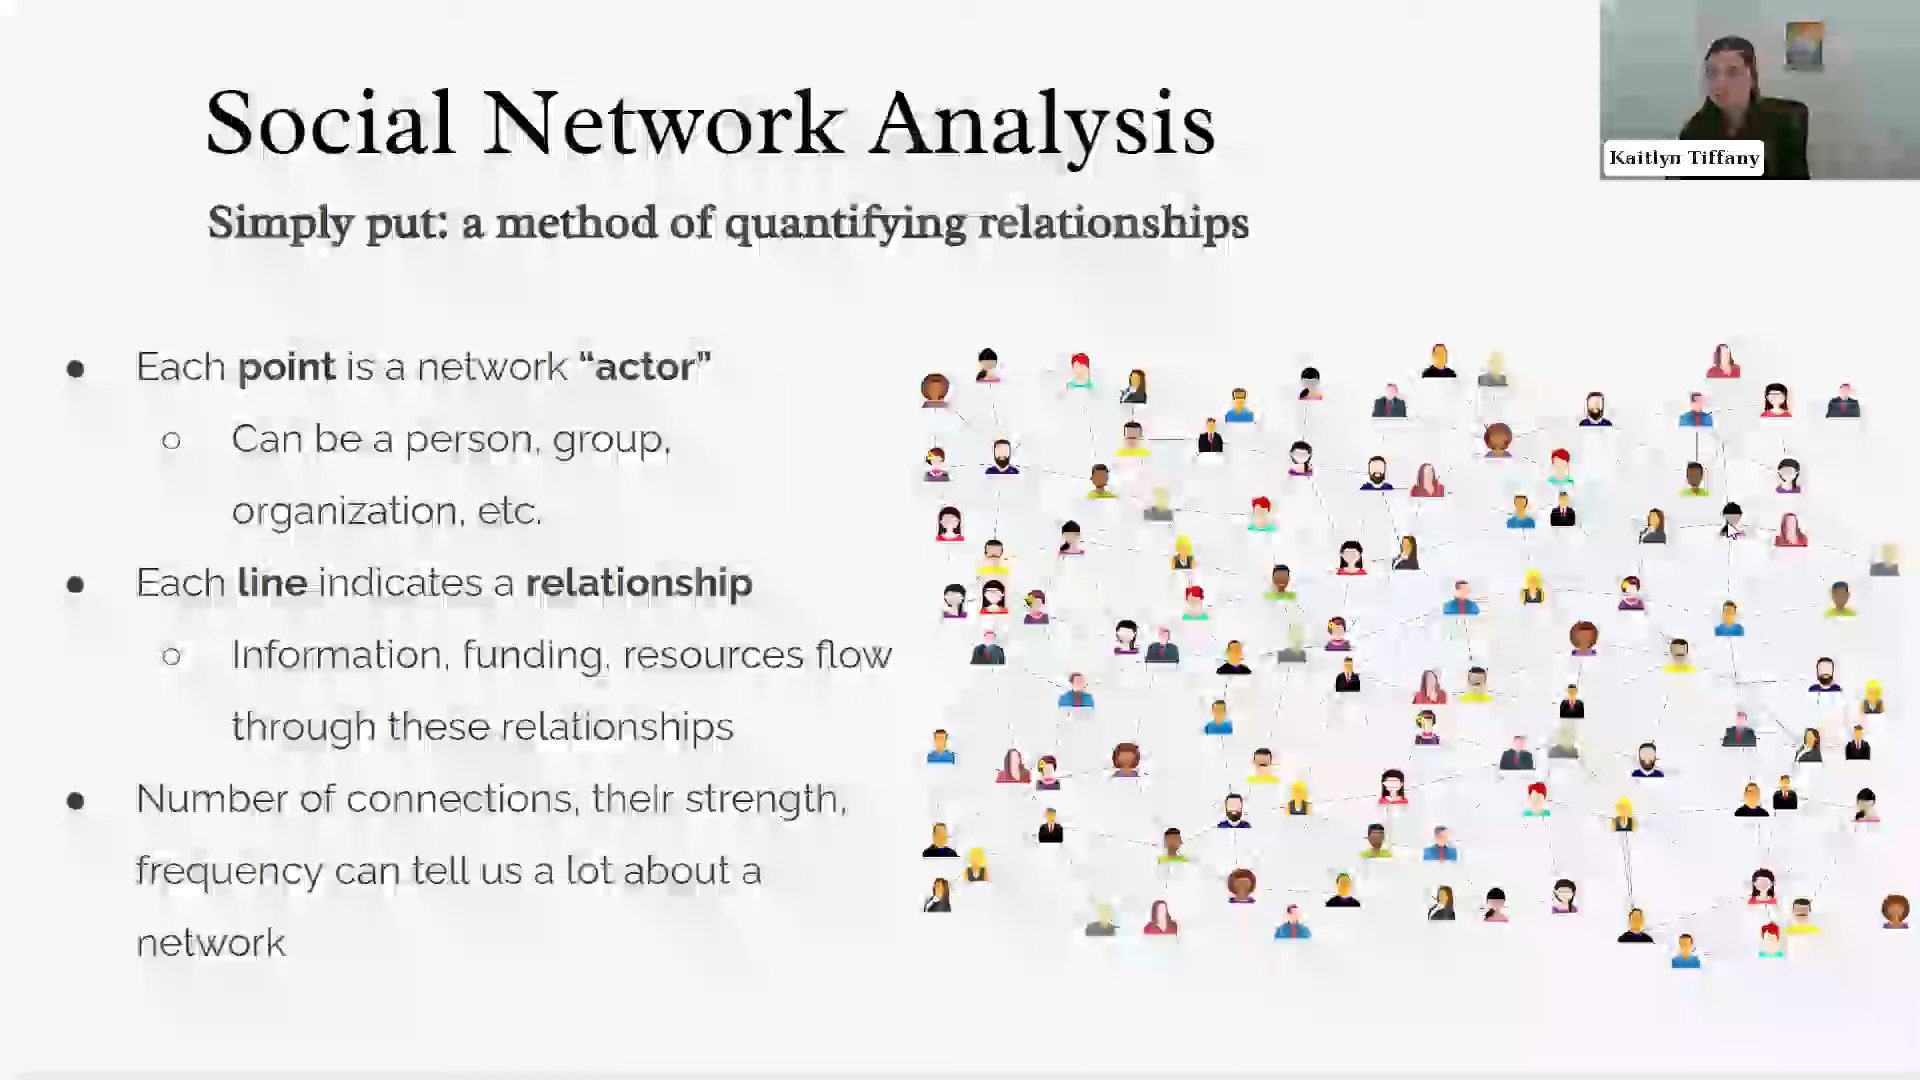 Social Network Analysis
Kaitlyn Tiffany
Simply put: a method of quantifying relationships
● Each point is a network “actor”
○ Can be a person, group,
organization, etc.
● Each line indicates a relationship
○ Information, funding, resources flow
through these relationships
● Number of connections, their strength,
frequency can tell us a lot about a
network